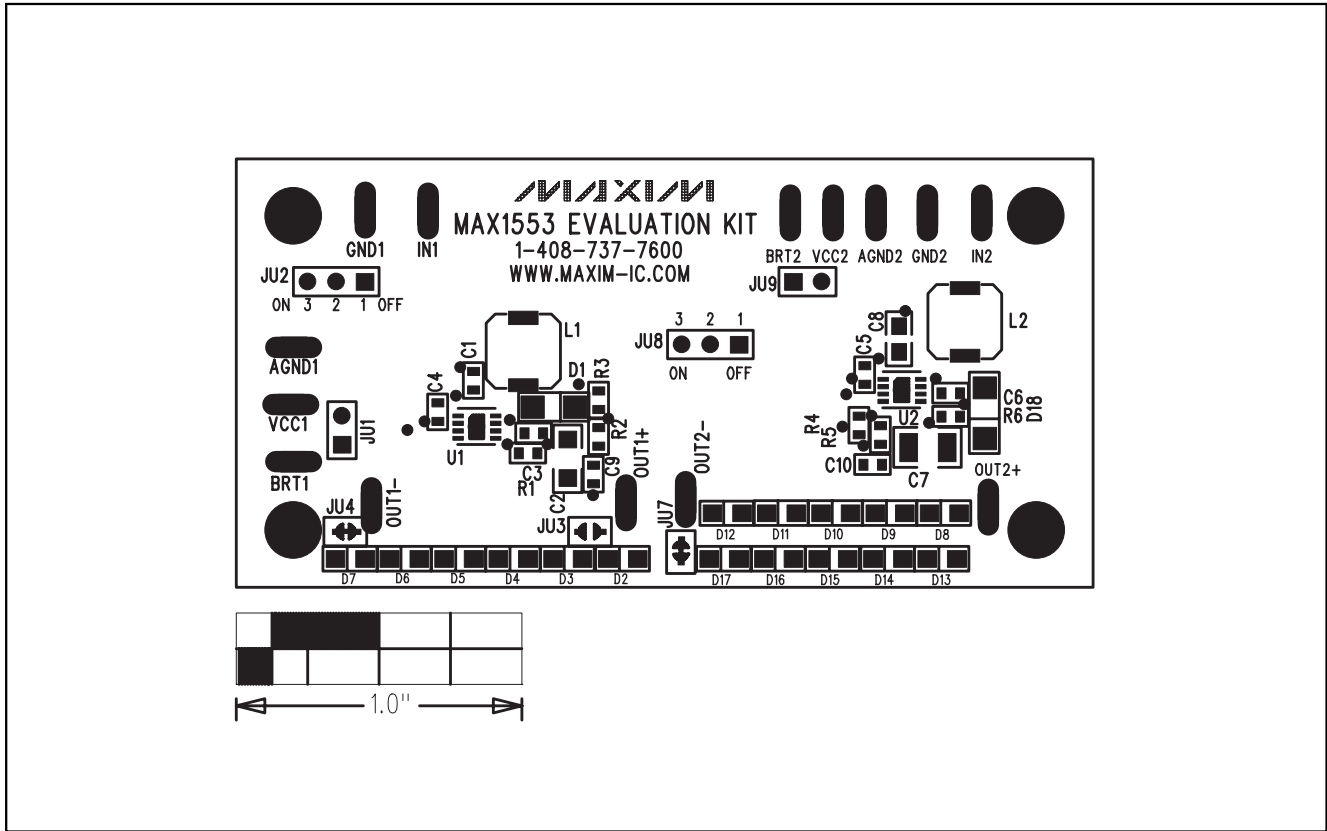 MAXIM
MAX1553 EVALUATION KIT
1-408-737-7600
WWW.MAXIM-IC.COM
GND1
IN1
BRT2 VCC2 AGND2 GND2 IN2
JU2
ON 3 2 1 OFF
JU9
AGND1
VCC1
BRT1
JU1
C4
C1
L1
D1
R3
U1
C3
R1
C2
R2
C9
OUT1+
JU8
3 2 1
ON OFF
OUT2-
C8
C5
L2
U2
C6
R6
D18
R4
R5
C10
C7
OUT2+
JU4
OUT1-
JU3
JU7
D12 D11 D10 D9 D8
D7 D6 D5 D4 D3 D2
D17 D16 D15 D14 D13
1.0"